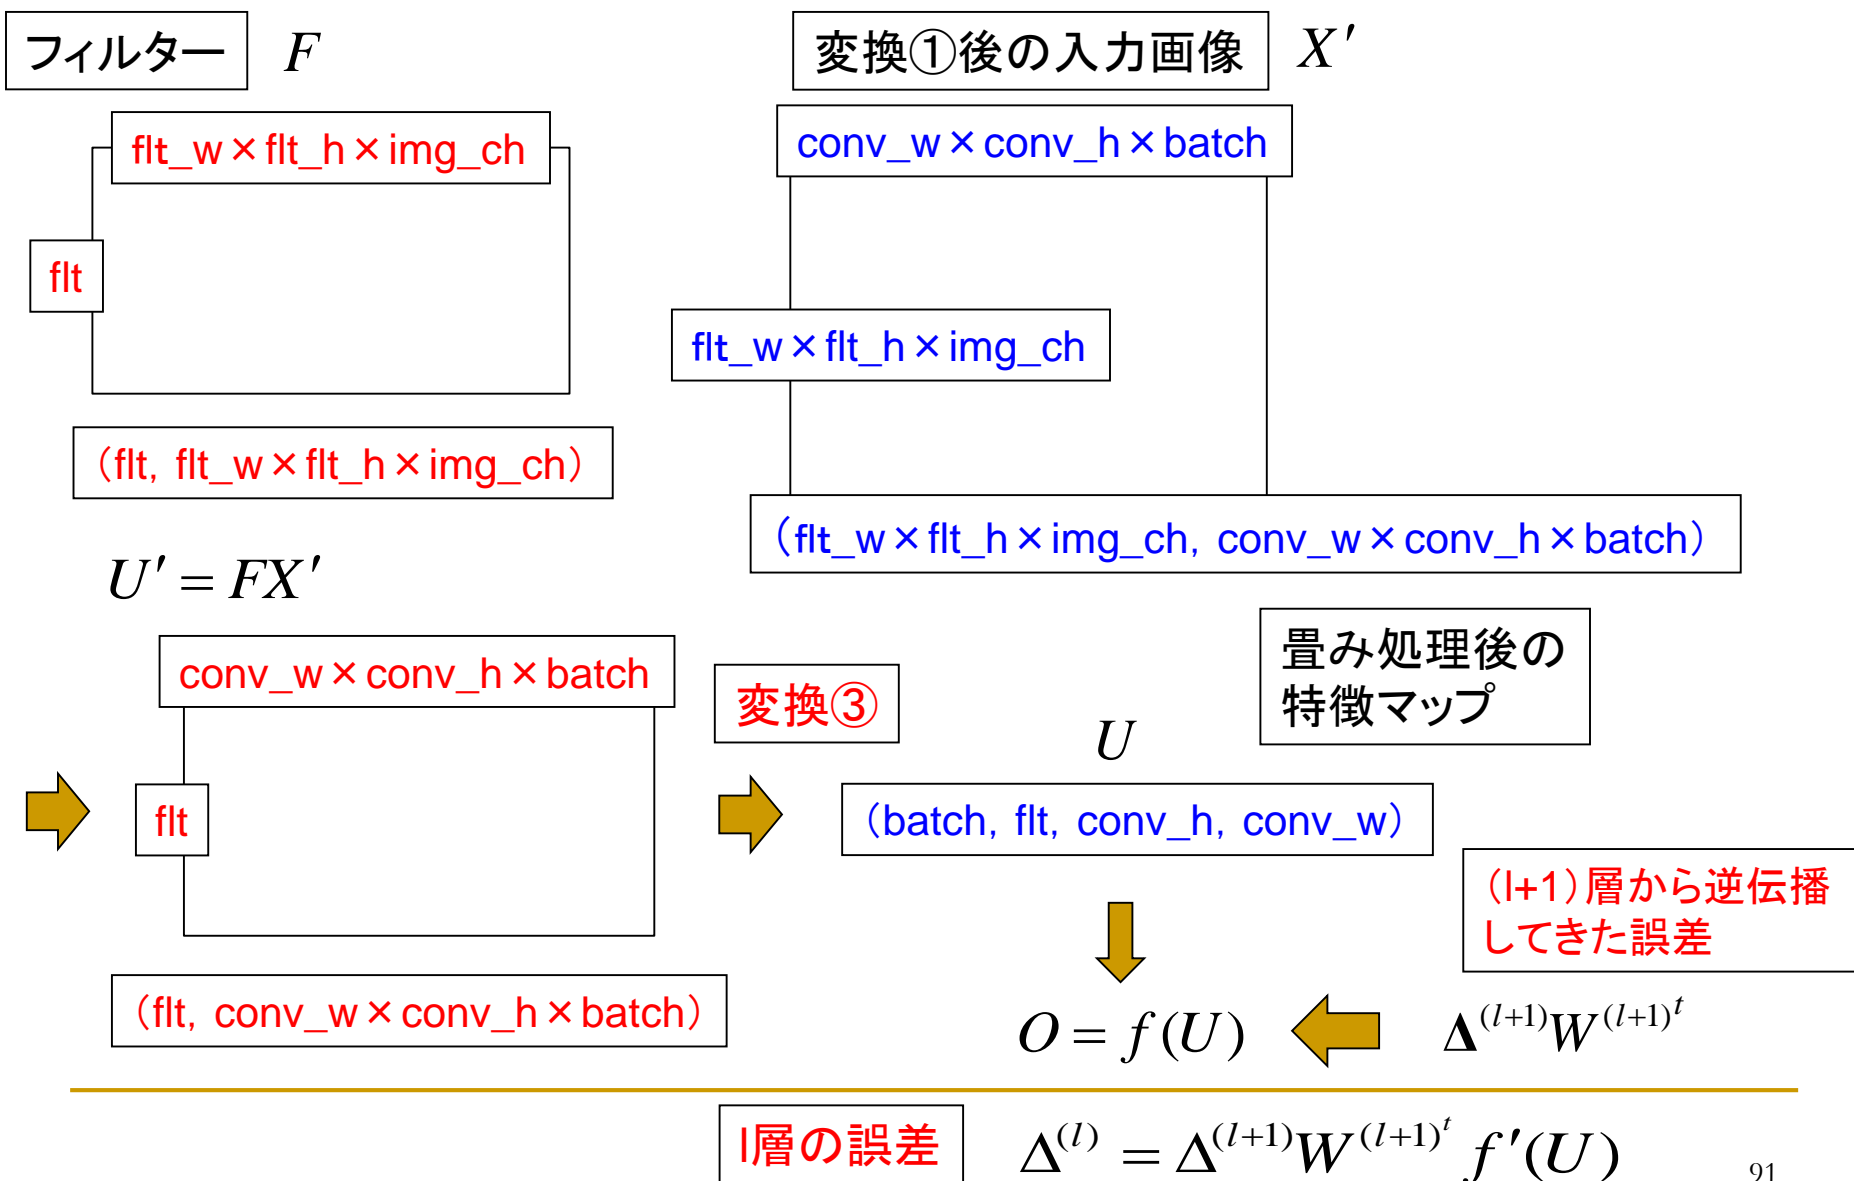 フィルター F
変換①後の入力画像 X′
flt_w×flt_h×img_ch
flt
(flt, flt_w×flt_h×img_ch)
conv_w×conv_h×batch
flt_w×flt_h×img_ch
(flt_w×flt_h×img_ch, conv_w×conv_h×batch)
U′ = FX′
conv_w×conv_h×batch
flt
(flt, conv_w×conv_h×batch)
変換③
畳み処理後の
特徴マップ
U
(batch, flt, conv_h, conv_w)
(l+1)層から逆伝播
してきた誤差
O = f(U)
Δ^(l+1)W^(l+1)^t
l層の誤差
Δ^(l) = Δ^(l+1)W^(l+1)^t f′(U)
91